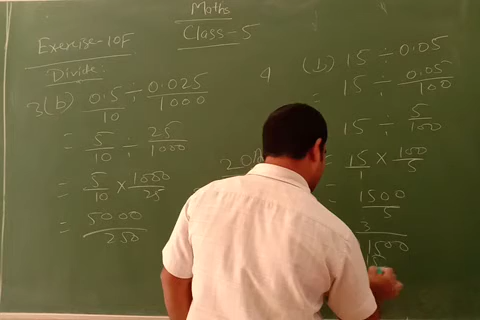 Maths
Class-5
Exercise-10F
Divide:
3(b) 0.5/10 ÷ 0.025/1000
= 5/10 ÷ 25/1000
= 5/10 × 1000/25
= 5000/250
4 (b) 15 ÷ 0.05
= 15 ÷ 0.05/100
15 ÷ 5/100
= 15/1 × 100/5
= 1500/5
3
1500